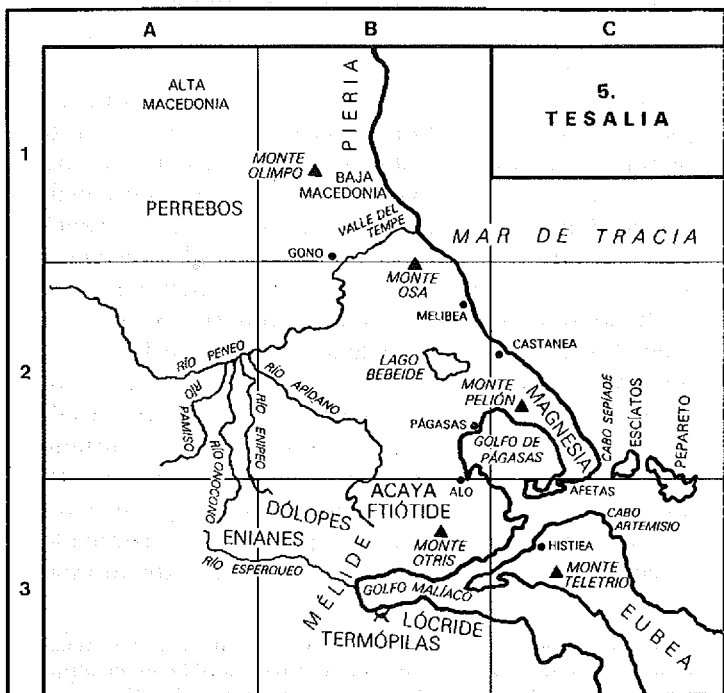 A B C
5.
TESALIA
1
2
3
ALTA
MACEDONIA
PIERIA
MONTE
OLIMPO
BAJA
MACEDONIA
PERREBOS
VALLE DEL
TEMPE
MAR DE TRACIA
GONO
MONTE
OSA
MELIBEA
CASTANEA
RÍO PENEO
LAGO
BEBEIDE
RÍO APÍDANO
MONTE
PELIÓN
MAGNESIA
CABO SEPÍADE
ESCÍATOS
PEPARETO
RÍO
PAMISO
RÍO ENIPEO
PÁGASAS
GOLFO DE
PÁGASAS
RÍO ONOCONO
ALO
AFETAS
ACAYA
FTIÓTIDE
DÓLOPES
CABO
ARTEMISIO
ENIANES
MONTE
OTRIS
HISTIEA
RÍO ESPERQUEO
MÉLIDE
MONTE
TELETRIO
GOLFO MALÍACO
EUBEA
LÓCRIDE
TERMÓPILAS